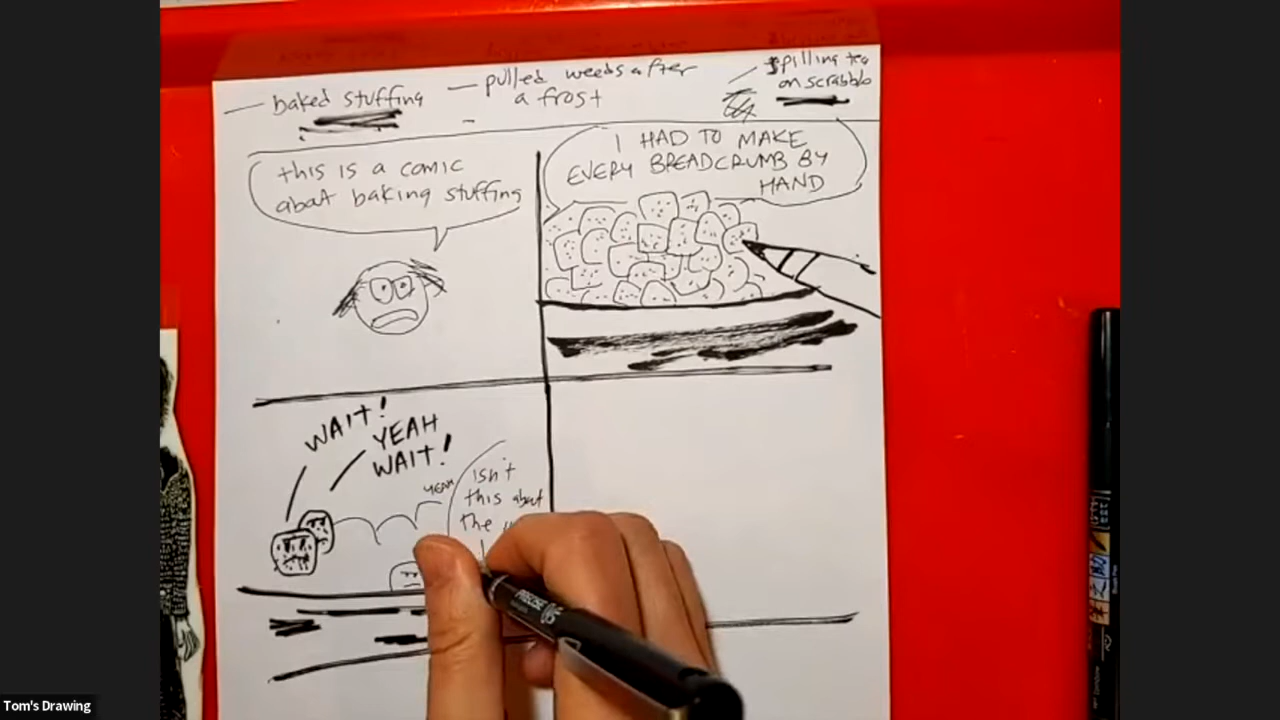 baked stuffing
pulled weeds after
a frost
spilling tea
on scrabble
this is a comic
about baking stuffing
I HAD TO MAKE
EVERY BREADCRUMB BY
HAND
WAIT!
YEAH
WAIT!
YEAH
isn't
this about
the
PRECISE
Tom's Drawing